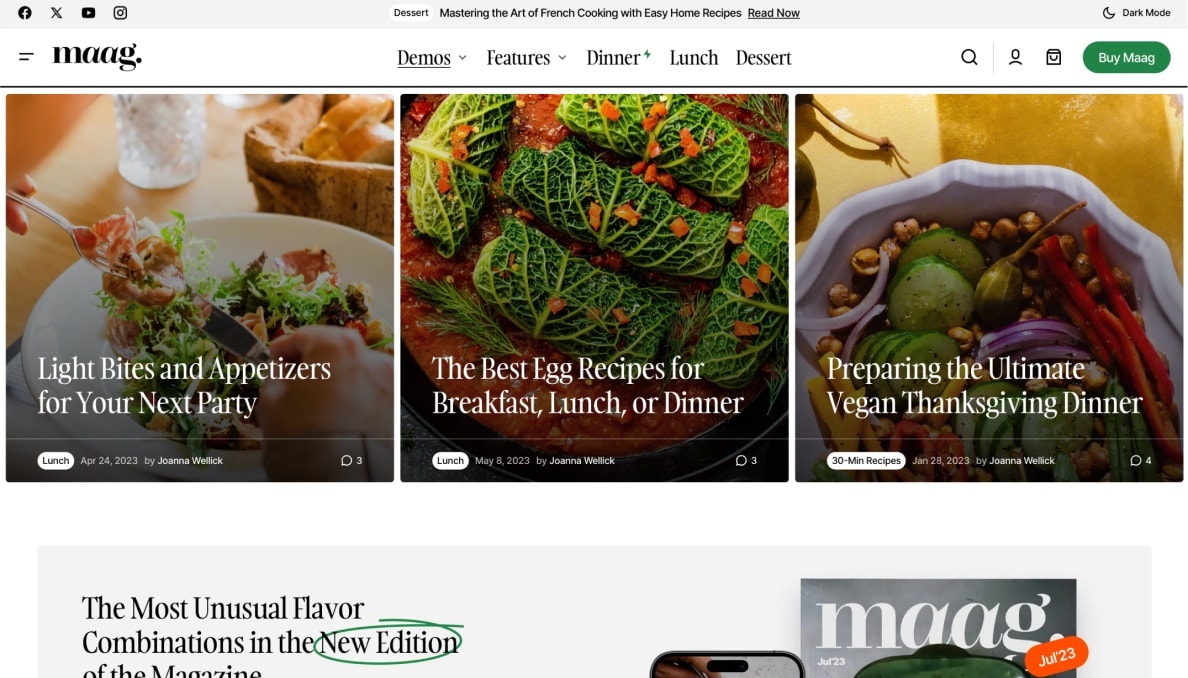 Dessert Mastering the Art of French Cooking with Easy Home Recipes Read Now
Dark Mode
maag.
Demos Features Dinner Lunch Dessert
Buy Maag
Light Bites and Appetizers
for Your Next Party
Lunch Apr 24, 2023 by Joanna Wellick 3
The Best Egg Recipes for
Breakfast, Lunch, or Dinner
Lunch May 8, 2023 by Joanna Wellick 3
Preparing the Ultimate
Vegan Thanksgiving Dinner
30-Min Recipes Jan 28, 2023 by Joanna Wellick 4
The Most Unusual Flavor
Combinations in the New Edition
of the Magazine
maag.
Jul'23
Jul'23